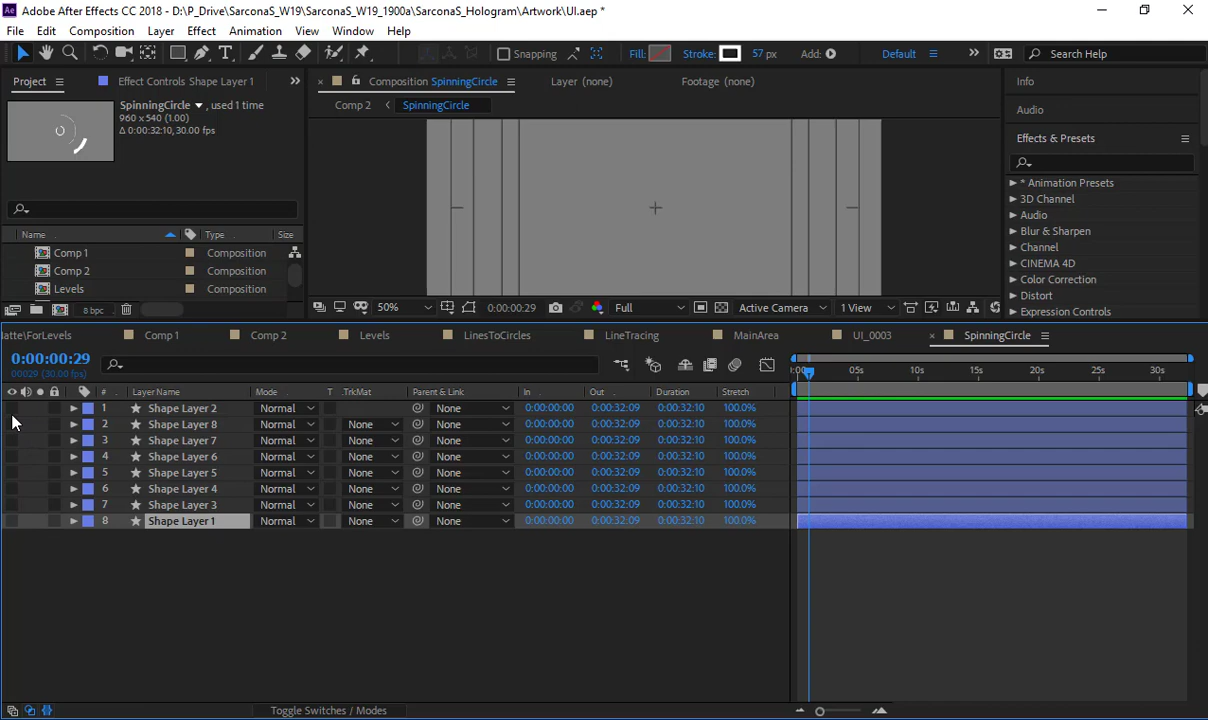 Adobe After Effects CC 2018 - D:\P_Drive\SarconaS_W19\SarconaS_W19_1900a\SarconaS_Hologram\Artwork\UI.aep *
File Edit Composition Layer Effect Animation View Window Help
Snapping Fill: Stroke: 57 px Add: Default Search Help
Project Effect Controls Shape Layer 1 Composition SpinningCircle Layer (none) Footage (none) Info
SpinningCircle , used 1 time Comp 2 SpinningCircle Audio
960 x 540 (1.00)
Δ 0:00:32:10, 30.00 fps Effects & Presets
* Animation Presets
3D Channel
Audio
Name Type Size Blur & Sharpen
Comp 1 Composition Channel
Comp 2 Composition CINEMA 4D
Color Correction
Levels Composition Distort
8 bpc 50% 0:00:00:29 Full Active Camera 1 View Expression Controls
atte\ForLevels Comp 1 Comp 2 Levels LinesToCircles LineTracing MainArea UI_0003 SpinningCircle
0:00:00:29
00029 (30.00 fps) 05s 10s 15s 20s 25s 30s
# Layer Name Mode T .TrkMat Parent & Link In Out Duration Stretch
1 Shape Layer 2 Normal None 0:00:00:00 0:00:32:09 0:00:32:10 100.0%
2 Shape Layer 8 Normal None None 0:00:00:00 0:00:32:09 0:00:32:10 100.0%
3 Shape Layer 7 Normal None None 0:00:00:00 0:00:32:09 0:00:32:10 100.0%
4 Shape Layer 6 Normal None None 0:00:00:00 0:00:32:09 0:00:32:10 100.0%
5 Shape Layer 5 Normal None None 0:00:00:00 0:00:32:09 0:00:32:10 100.0%
6 Shape Layer 4 Normal None None 0:00:00:00 0:00:32:09 0:00:32:10 100.0%
7 Shape Layer 3 Normal None None 0:00:00:00 0:00:32:09 0:00:32:10 100.0%
8 Shape Layer 1 Normal None None 0:00:00:00 0:00:32:09 0:00:32:10 100.0%
Toggle Switches / Modes